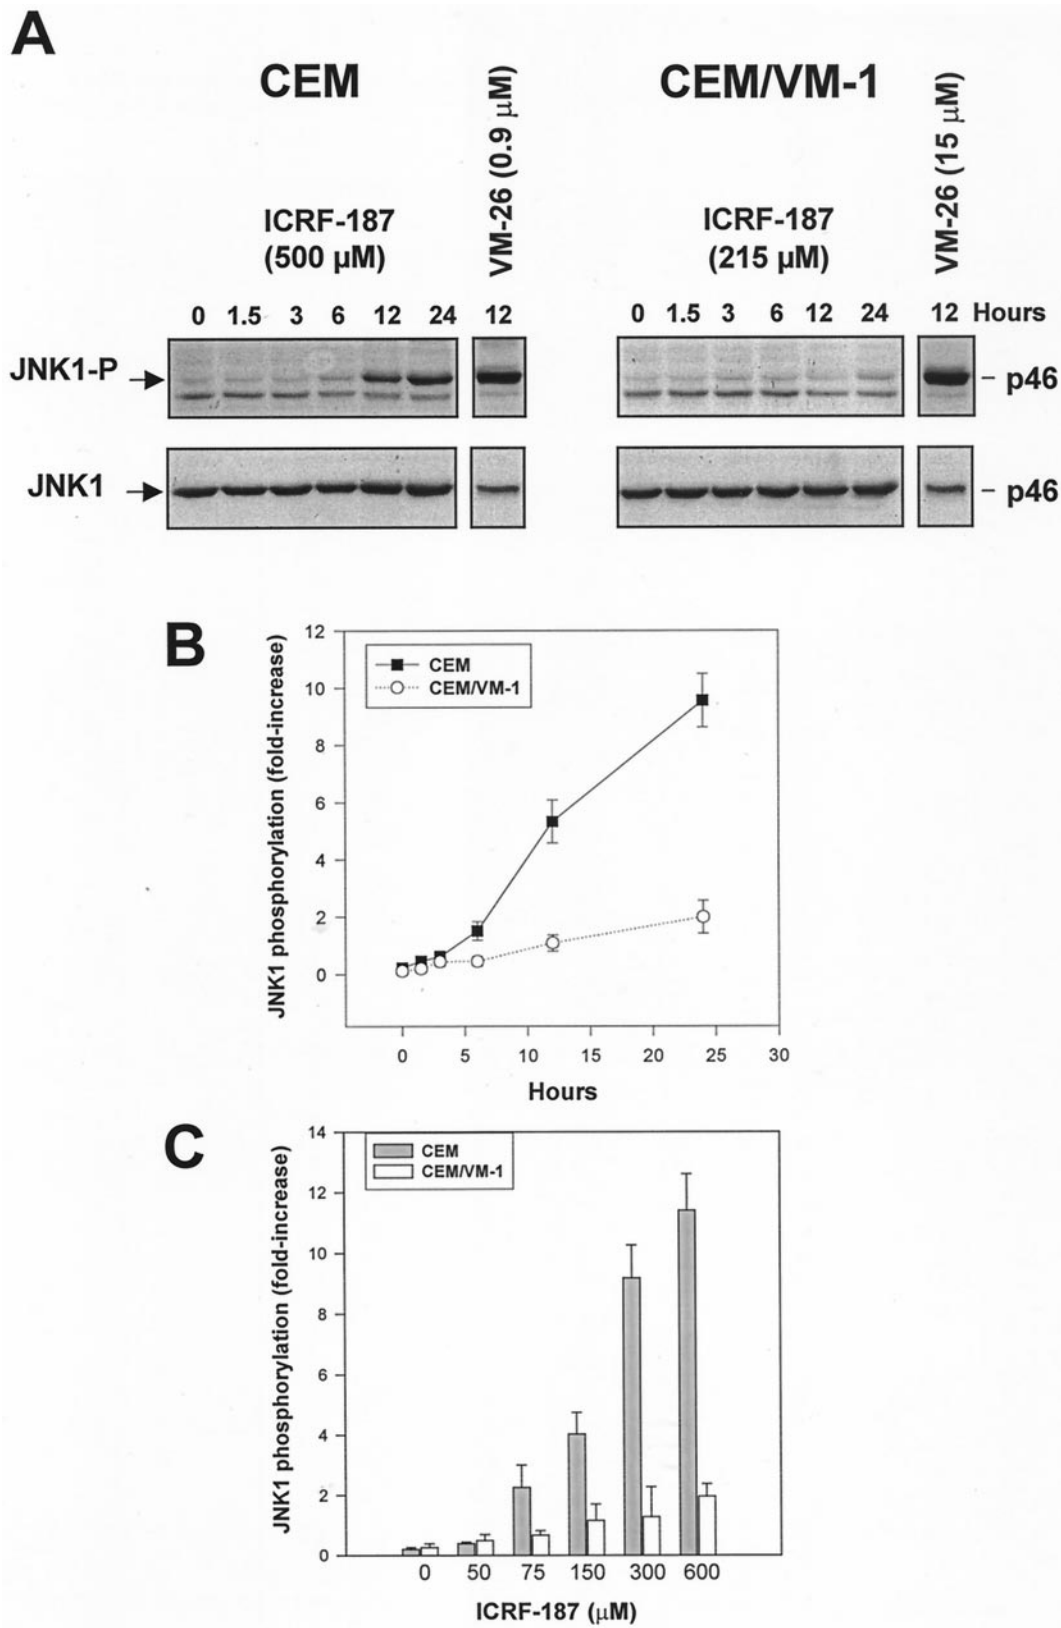 A
CEM
CEM/VM-1
VM-26 (0.9 μM)
VM-26 (15 μM)
ICRF-187
(500 μM)
ICRF-187
(215 μM)
0 1.5 3 6 12 24 12
0 1.5 3 6 12 24 12 Hours
JNK1-P
– p46
JNK1
– p46
B
JNK1 phosphorylation (fold-increase)
12
10
8
6
4
2
0
CEM
CEM/VM-1
0 5 10 15 20 25 30
Hours
C
JNK1 phosphorylation (fold-increase)
14
12
10
8
6
4
2
0
CEM
CEM/VM-1
0 50 75 150 300 600
ICRF-187 (μM)